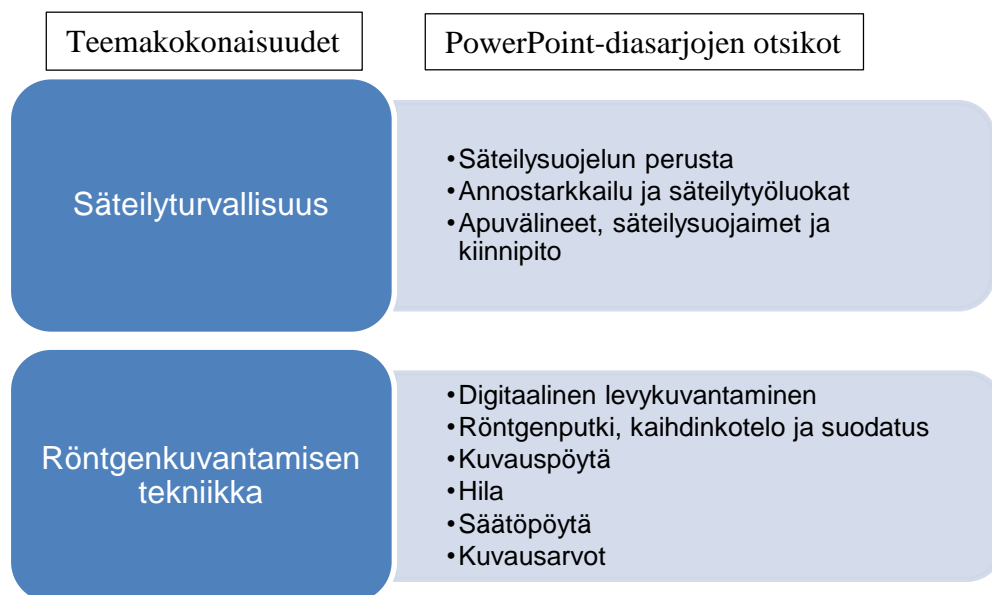 Teemakokonaisuudet
PowerPoint-diasarjojen otsikot
Säteilyturvallisuus
•Säteilysuojelun perusta
•Annostarkkailu ja säteilytyöluokat
•Apuvälineet, säteilysuojaimet ja
kiinnipito
Röntgenkuvantamisen
tekniikka
•Digitaalinen levykuvantaminen
•Röntgenputki, kaihdinkotelo ja suodatus
•Kuvauspöytä
•Hila
•Säätöpöytä
•Kuvausarvot